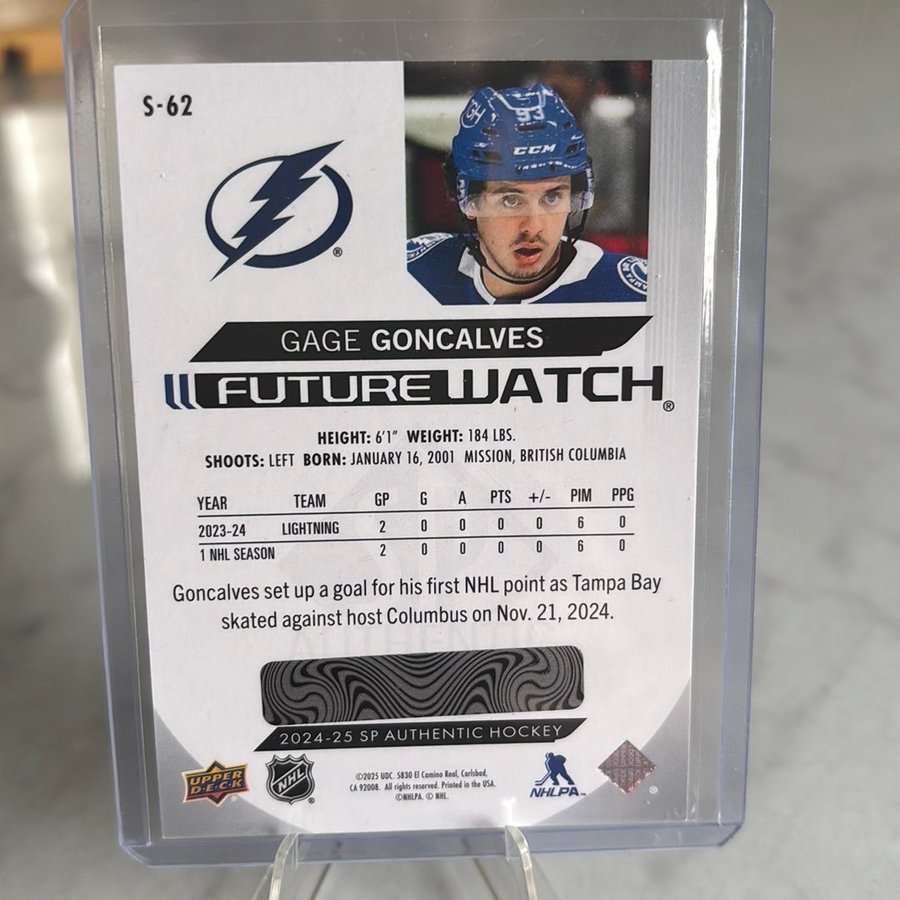 S-62
93
CCM
®
GAGE GONCALVES
FUTURE WATCH®
HEIGHT: 6'1" WEIGHT: 184 LBS.
SHOOTS: LEFT BORN: JANUARY 16, 2001 MISSION, BRITISH COLUMBIA
YEAR TEAM GP G A PTS +/- PIM PPG
2023-24 LIGHTNING 2 0 0 0 0 6 0
1 NHL SEASON 2 0 0 0 0 6 0
Goncalves set up a goal for his first NHL point as Tampa Bay
skated against host Columbus on Nov. 21, 2024.
2024-25 SP AUTHENTIC HOCKEY
UPPER
D·E·C·K
NHL
©2025 UDC. 5830 El Camino Real, Carlsbad,
CA 92008. All rights reserved. Printed in the USA.
©NHLPA. © NHL.
NHLPA